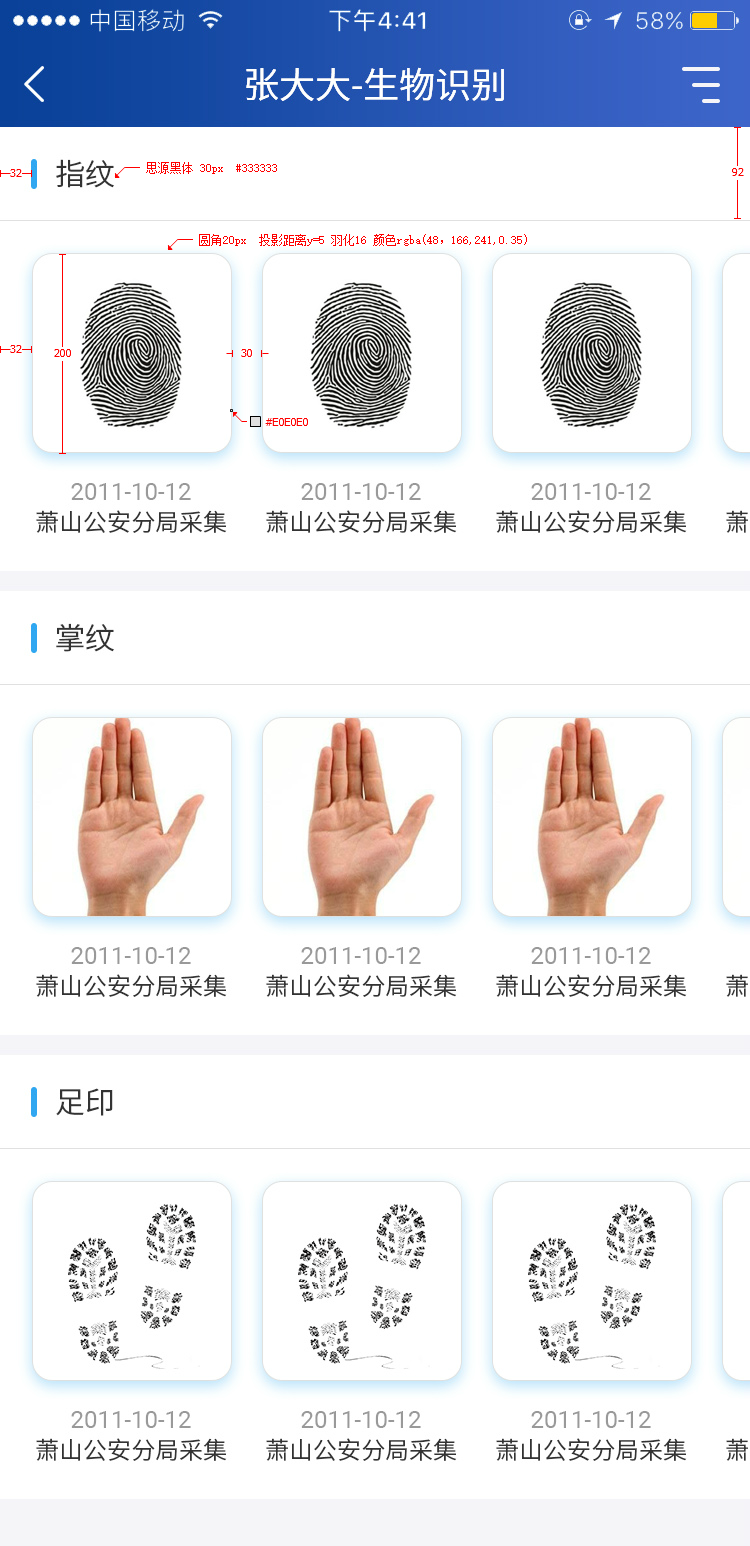 中国移动 下午4:41 58%
张大大-生物识别
32 指纹 思源黑体 30px #333333 92
圆角20px 投影距离y=5 羽化16 颜色rgba(48，166,241,0.35)
32 200 30
#E0E0E0
2011-10-12 2011-10-12 2011-10-12
萧山公安分局采集 萧山公安分局采集 萧山公安分局采集 萧
掌纹
2011-10-12 2011-10-12 2011-10-12
萧山公安分局采集 萧山公安分局采集 萧山公安分局采集 萧
足印
2011-10-12 2011-10-12 2011-10-12
萧山公安分局采集 萧山公安分局采集 萧山公安分局采集 萧